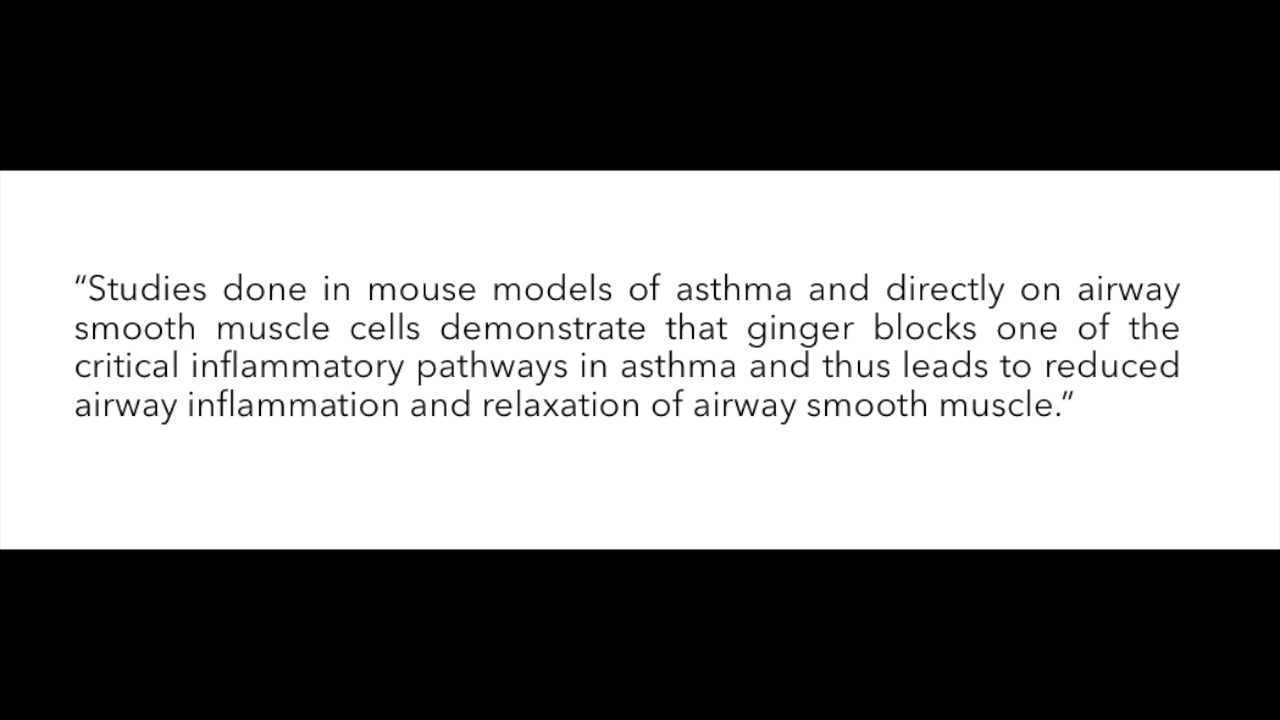 “Studies done in mouse models of asthma and directly on airway
smooth muscle cells demonstrate that ginger blocks one of the
critical inflammatory pathways in asthma and thus leads to reduced
airway inflammation and relaxation of airway smooth muscle.”